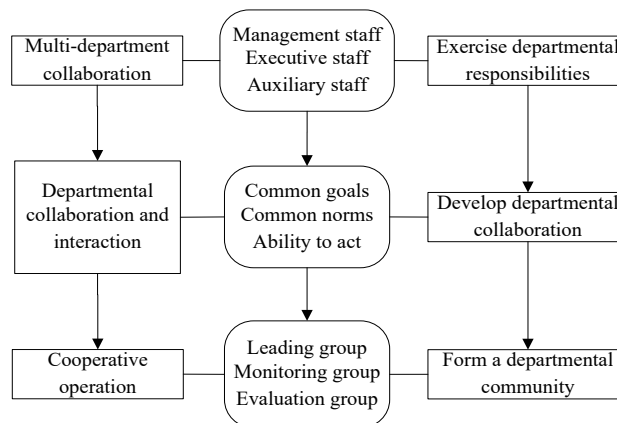 Multi-department
collaboration
Management staff
Executive staff
Auxiliary staff
Exercise departmental
responsibilities
Departmental
collaboration and
interaction
Common goals
Common norms
Ability to act
Develop departmental
collaboration
Cooperative
operation
Leading group
Monitoring group
Evaluation group
Form a departmental
community